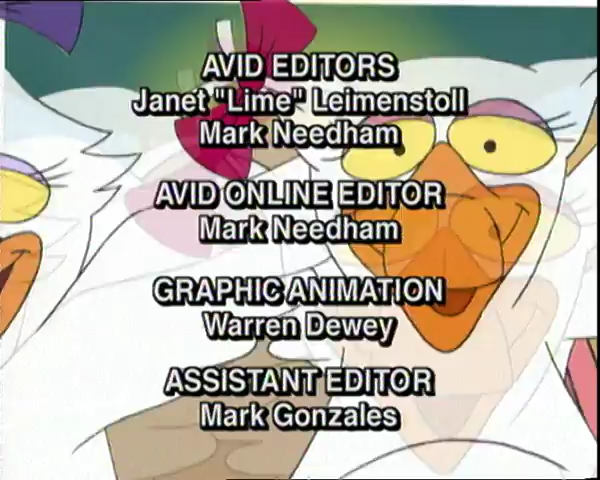 AVID EDITORS
Janet "Lime" Leimenstoll
Mark Needham
AVID ONLINE EDITOR
Mark Needham
GRAPHIC ANIMATION
Warren Dewey
ASSISTANT EDITOR
Mark Gonzales